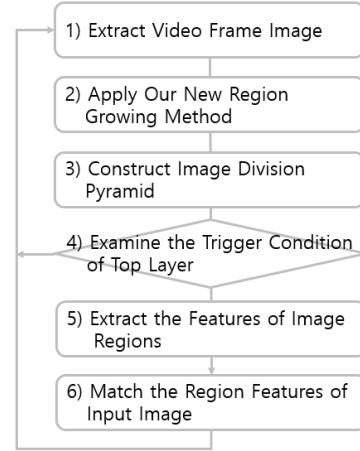 1) Extract Video Frame Image
2) Apply Our New Region
Growing Method
3) Construct Image Division
Pyramid
4) Examine the Trigger Condition
of Top Layer
5) Extract the Features of Image
Regions
6) Match the Region Features of
Input Image